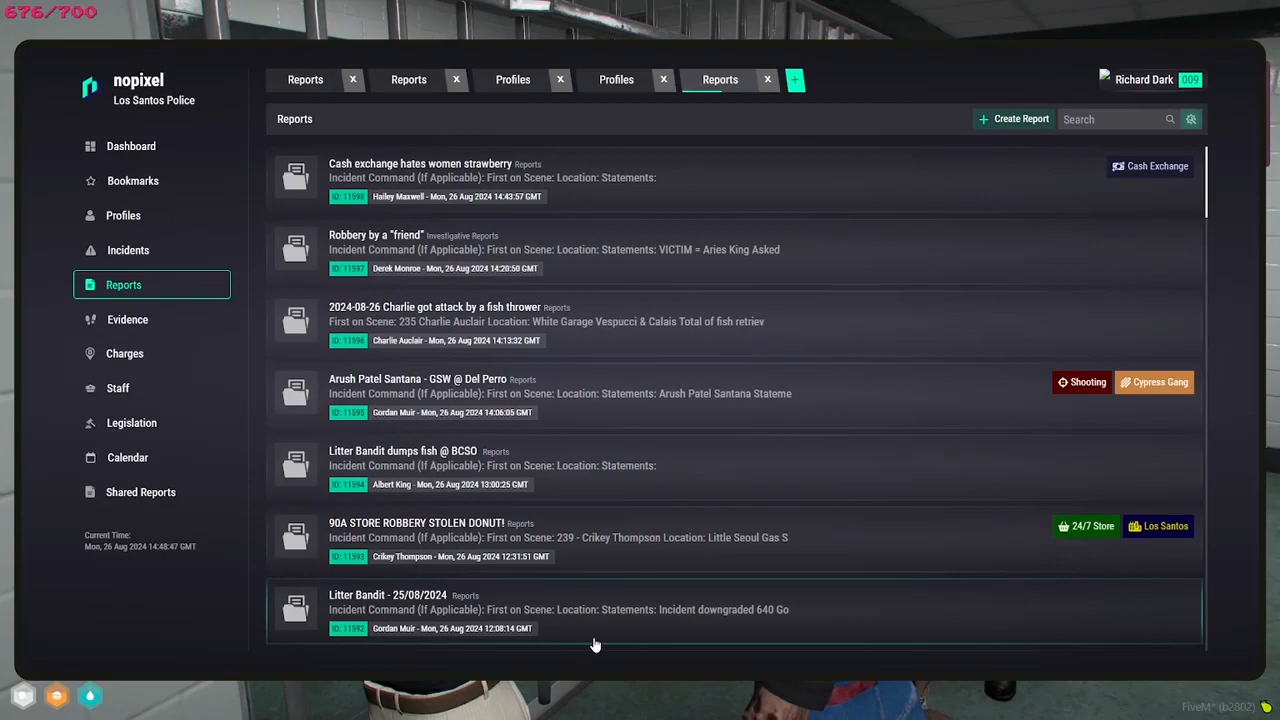 676/700
nopixel
Los Santos Police
Reports x Reports x Profiles x Profiles x Reports x +
Richard Dark 009
Reports
+ Create Report
Search
Dashboard
Bookmarks
Profiles
Incidents
Reports
Evidence
Charges
Staff
Legislation
Calendar
Shared Reports
Current Time:
Mon, 26 Aug 2024 14:48:47 GMT
Cash exchange hates women strawberry Reports
Incident Command (If Applicable): First on Scene: Location: Statements:
ID: 11598 Hailey Maxwell - Mon, 26 Aug 2024 14:43:57 GMT
Cash Exchange
Robbery by a "friend" Investigative Reports
Incident Command (If Applicable): First on Scene: Location: Statements: VICTIM = Aries King Asked
ID: 11597 Derek Monroe - Mon, 26 Aug 2024 14:20:50 GMT
2024-08-26 Charlie got attack by a fish thrower Reports
First on Scene: 235 Charlie Auclair Location: White Garage Vespucci & Calais Total of fish retriev
ID: 11596 Charlie Auclair - Mon, 26 Aug 2024 14:13:32 GMT
Arush Patel Santana - GSW @ Del Perro Reports
Incident Command (If Applicable): First on Scene: Location: Statements: Arush Patel Santana Stateme
ID: 11595 Gordan Muir - Mon, 26 Aug 2024 14:06:05 GMT
Shooting Cypress Gang
Litter Bandit dumps fish @ BCSO Reports
Incident Command (If Applicable): First on Scene: Location: Statements:
ID: 11594 Albert King - Mon, 26 Aug 2024 13:00:25 GMT
90A STORE ROBBERY STOLEN DONUT! Reports
Incident Command (If Applicable): First on Scene: 239 - Crikey Thompson Location: Little Seoul Gas S
ID: 11593 Crikey Thompson - Mon, 26 Aug 2024 12:31:51 GMT
24/7 Store Los Santos
Litter Bandit - 25/08/2024 Reports
Incident Command (If Applicable): First on Scene: Location: Statements: Incident downgraded 640 Go
ID: 11592 Gordan Muir - Mon, 26 Aug 2024 12:08:14 GMT
FiveM* (b2802)